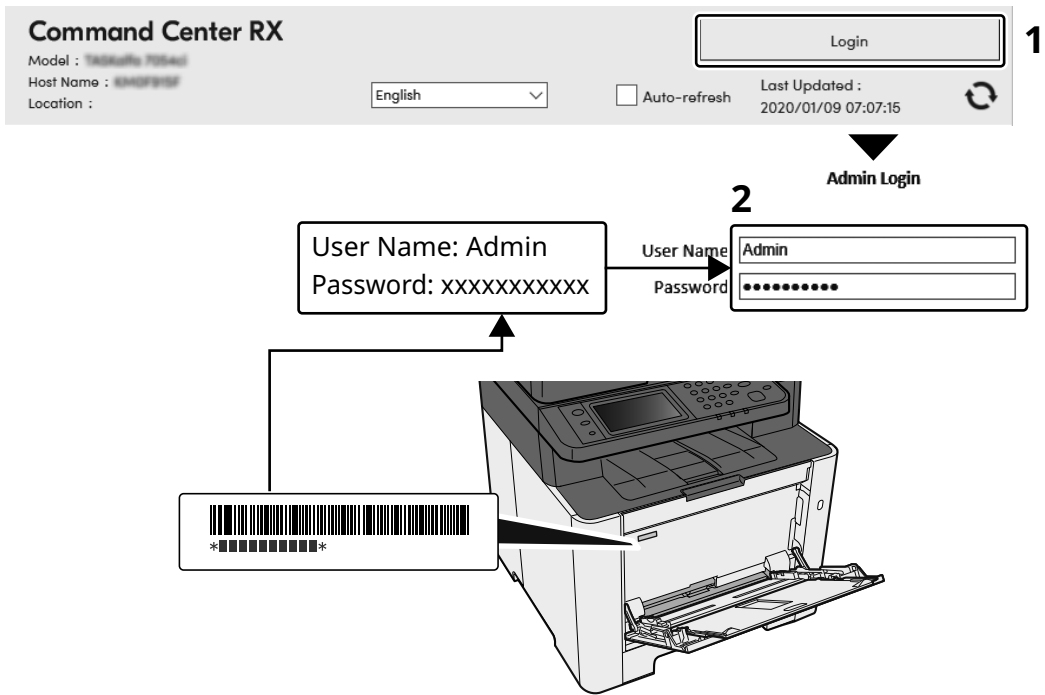 Command Center RX
Login
1
Model :
Host Name :
Location :
English
Auto-refresh
Last Updated :
2020/01/09 07:07:15
Admin Login
2
User Name: Admin
Password: xxxxxxxxxxx
User Name
Admin
Password
●●●●●●●●●●
*■■■■■■■■■■*